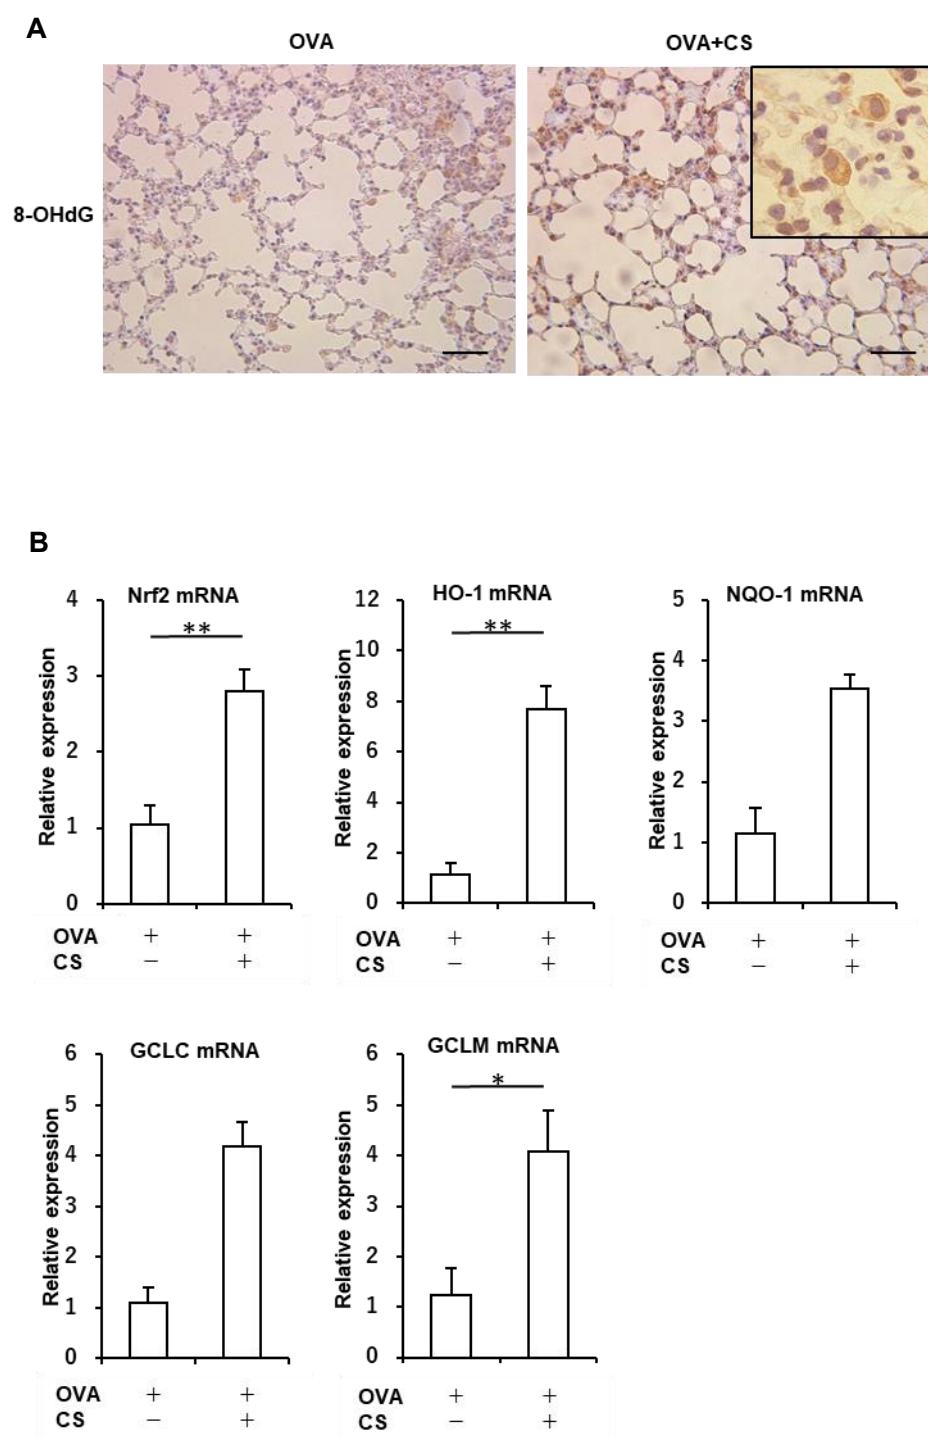 A
OVA
OVA+CS
8-OHdG
B
Nrf2 mRNA
**
Relative expression
4
3
2
1
0
OVA + +
CS − +
HO-1 mRNA
**
Relative expression
12
10
8
6
4
2
0
OVA + +
CS − +
NQO-1 mRNA
Relative expression
5
4
3
2
1
0
OVA + +
CS − +
GCLC mRNA
Relative expression
6
5
4
3
2
1
0
OVA + +
CS − +
GCLM mRNA
*
Relative expression
6
5
4
3
2
1
0
OVA + +
CS − +